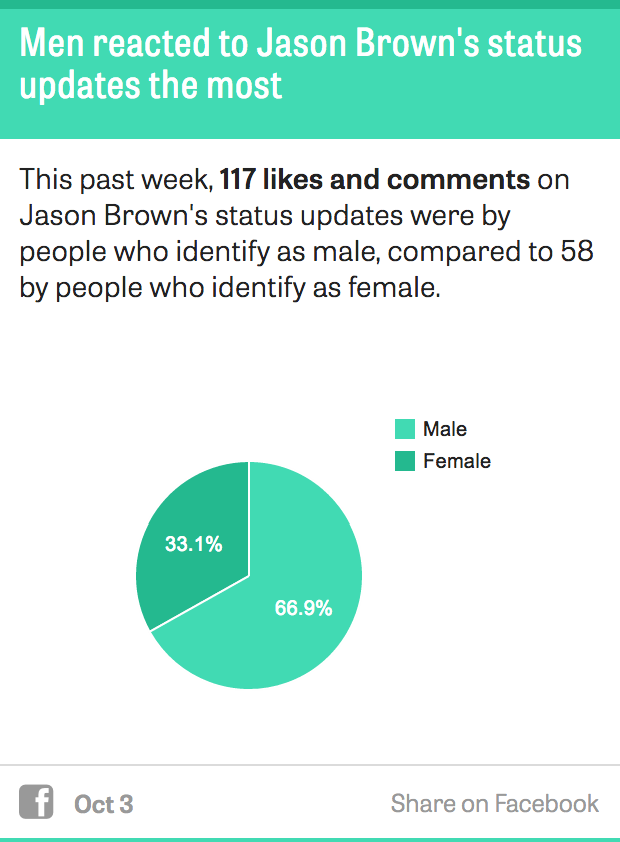 Men reacted to Jason Brown's status
updates the most
This past week, 117 likes and comments on
Jason Brown's status updates were by
people who identify as male, compared to 58
by people who identify as female.
Male
Female
33.1%
66.9%
f Oct 3
Share on Facebook